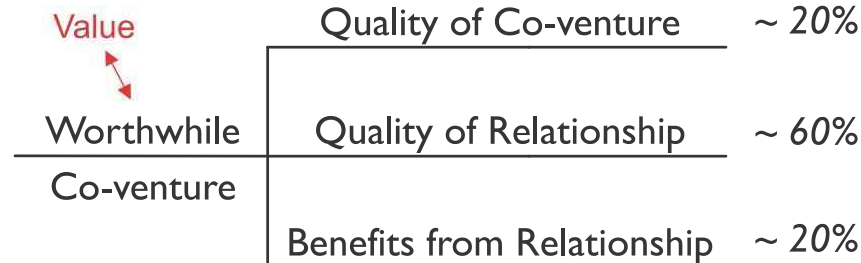 Value
Quality of Co-venture ~ 20%
Worthwhile Quality of Relationship ~ 60%
Co-venture
Benefits from Relationship ~ 20%